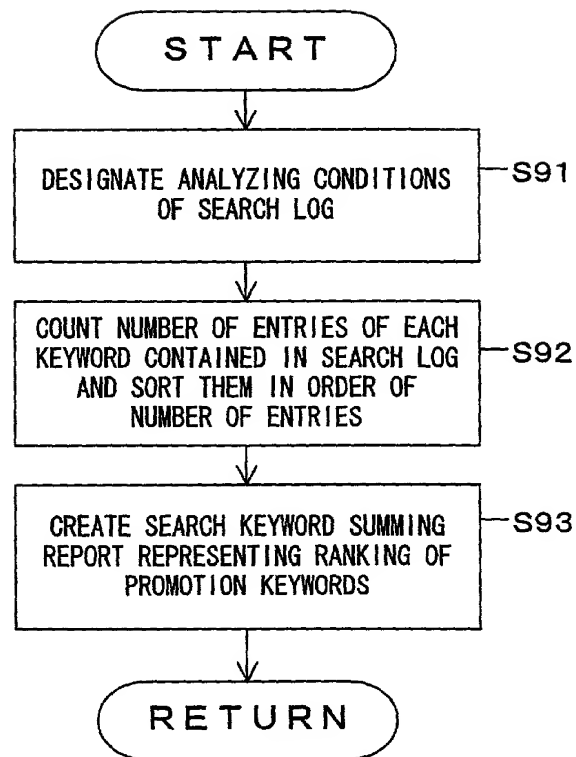 START
DESIGNATE ANALYZING CONDITIONS
OF SEARCH LOG
S91
COUNT NUMBER OF ENTRIES OF EACH
KEYWORD CONTAINED IN SEARCH LOG
AND SORT THEM IN ORDER OF
NUMBER OF ENTRIES
S92
CREATE SEARCH KEYWORD SUMMING
REPORT REPRESENTING RANKING OF
PROMOTION KEYWORDS
S93
RETURN